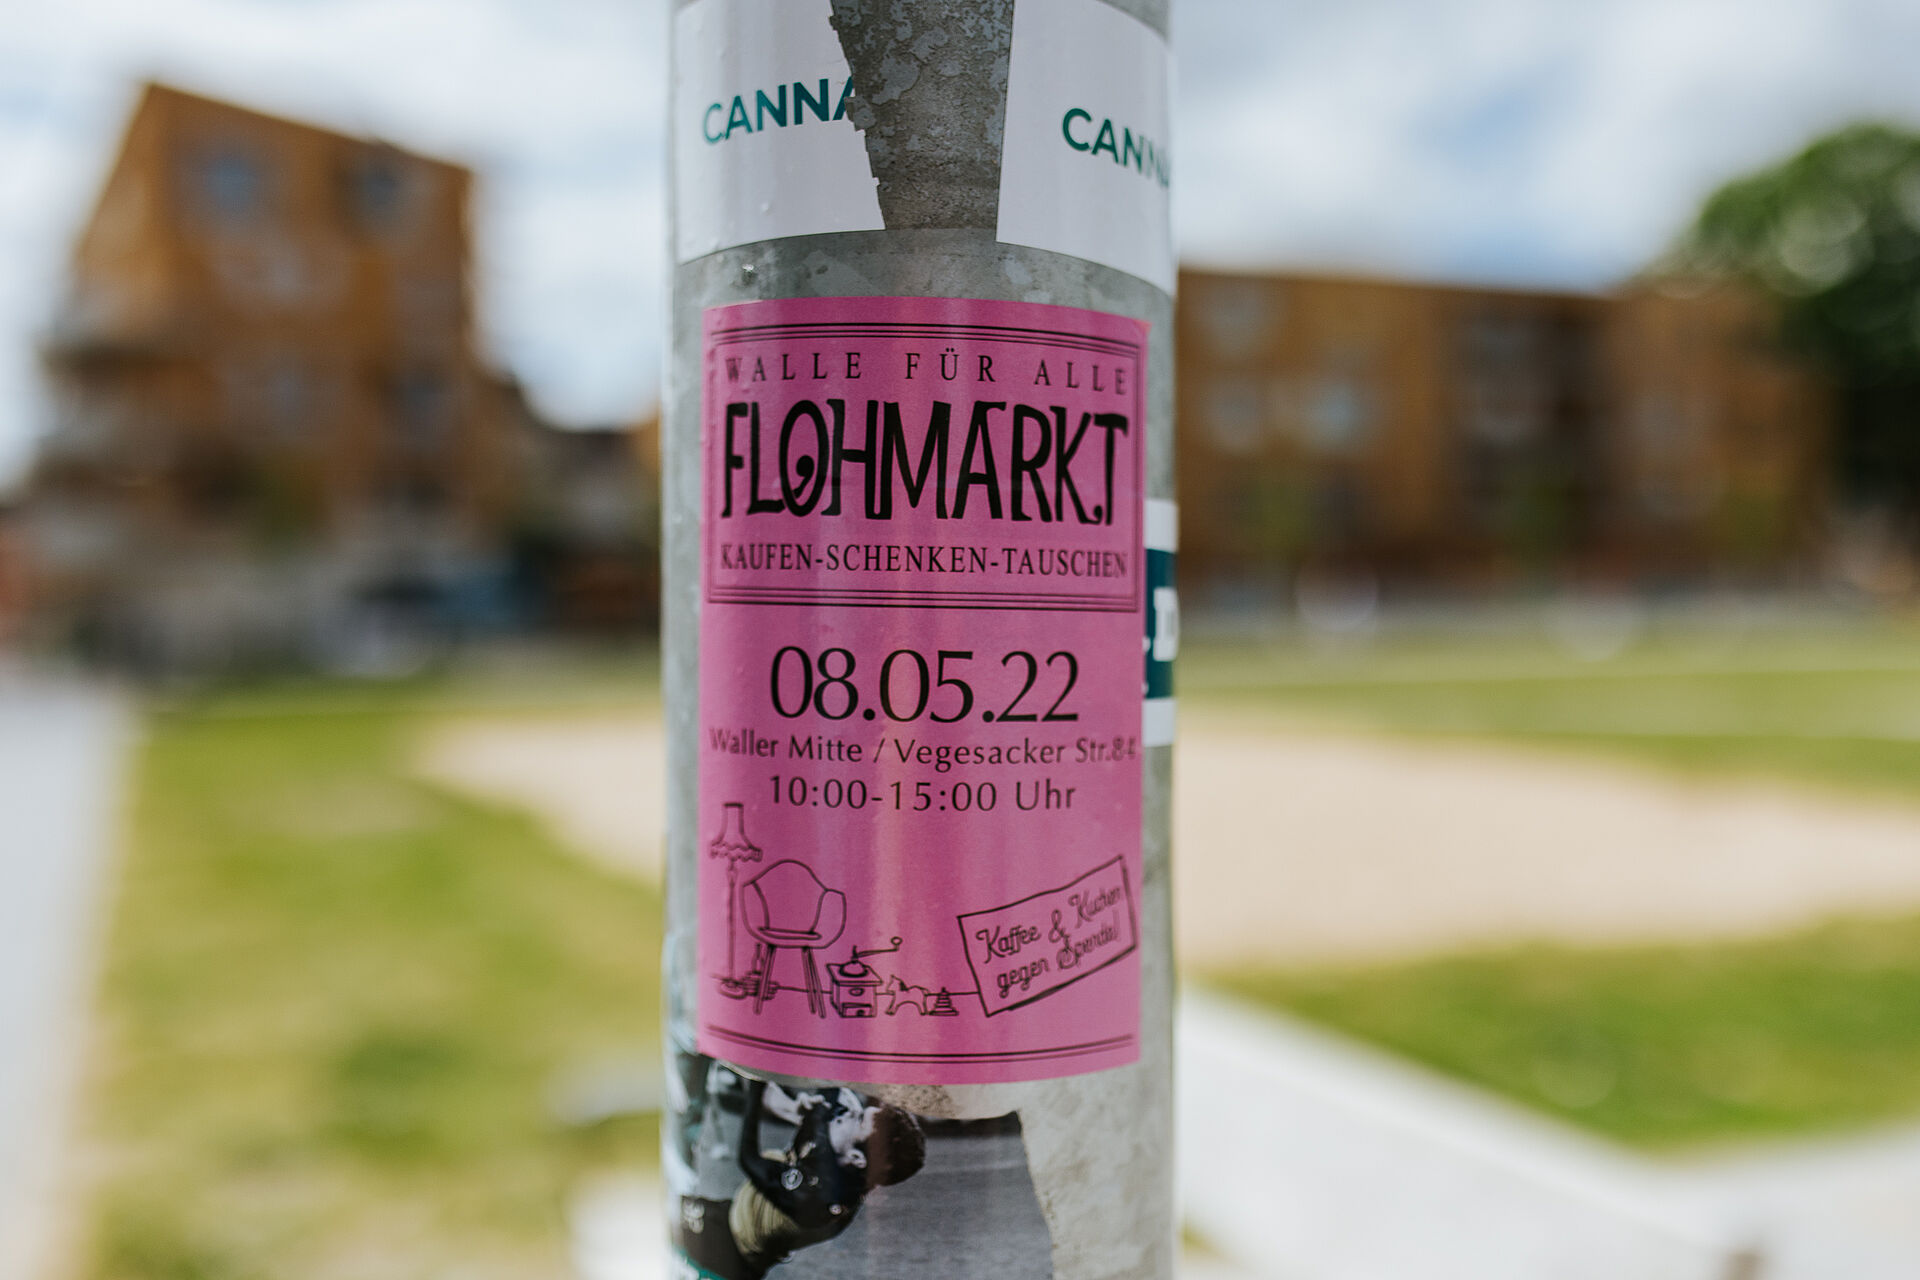 CANNA
CANNA
WALLE FÜR ALLE
FLOHMARKT
KAUFEN-SCHENKEN-TAUSCHEN
08.05.22
Waller Mitte / Vegesacker Str.84
10:00-15:00 Uhr
Kaffee & Kuchen
gegen Spende!